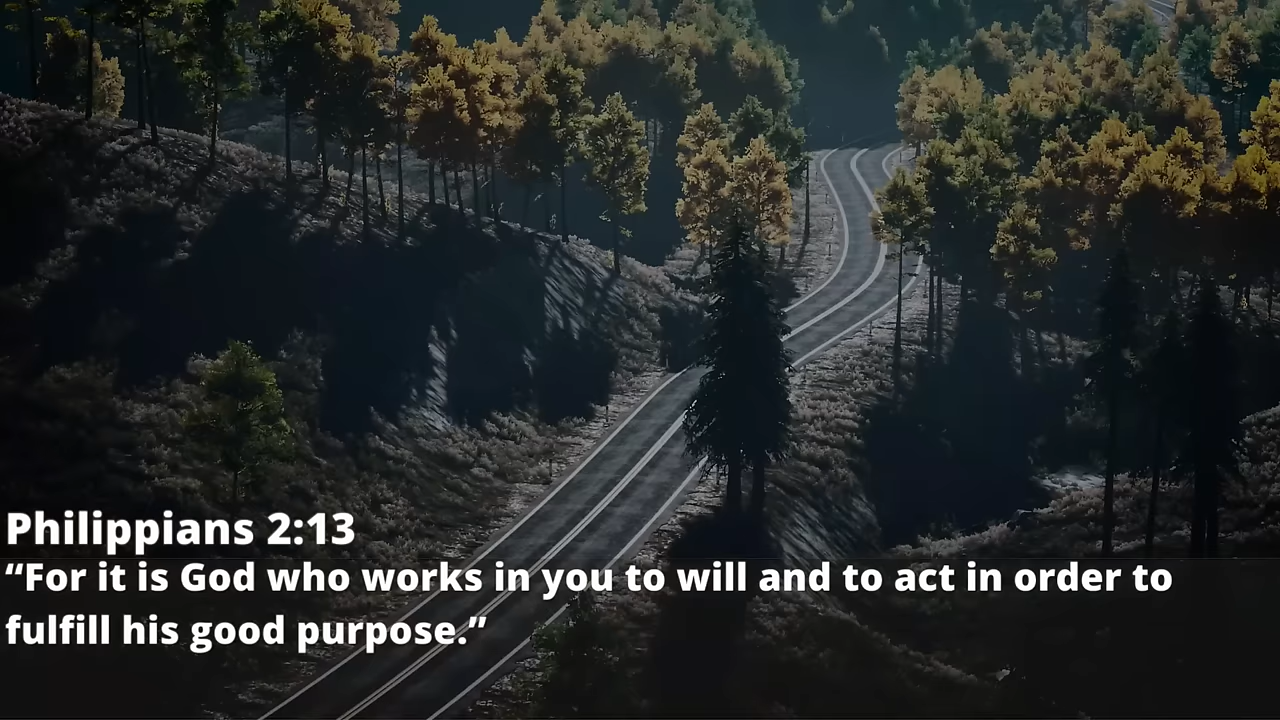 Philippians 2:13
“For it is God who works in you to will and to act in order to
fulfill his good purpose.”